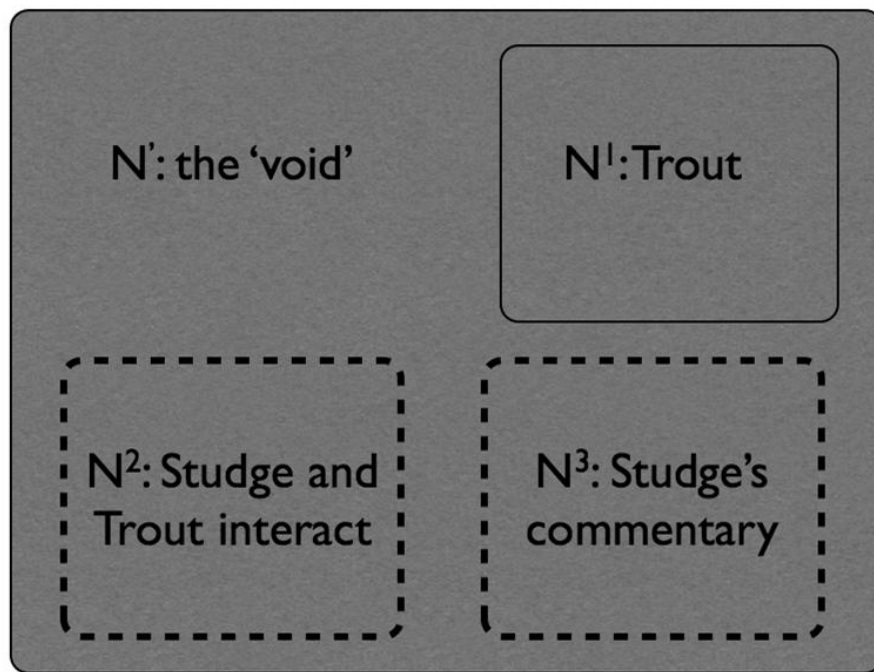 N’: the ‘void’
N¹: Trout
N²: Studge and
Trout interact
N³: Studge’s
commentary